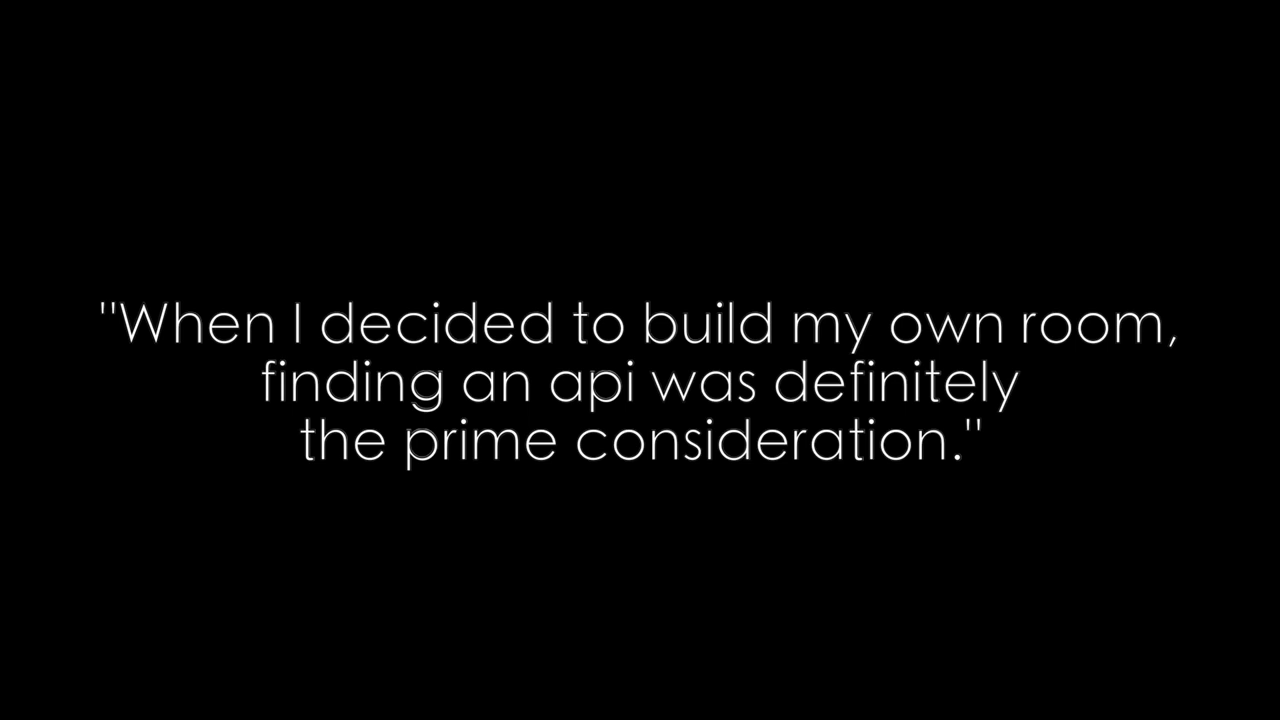 "When I decided to build my own room,
finding an api was definitely
the prime consideration."